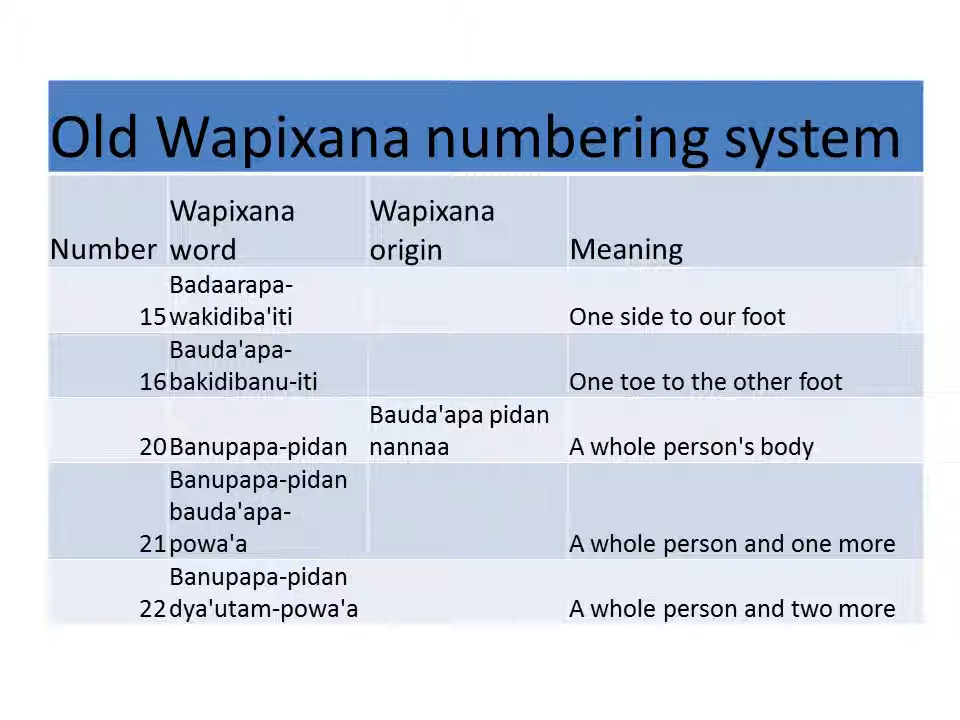 Old Wapixana numbering system
Number Wapixana word Wapixana origin Meaning
15 Badaarapa-wakidiba'iti One side to our foot
16 Bauda'apa-bakidibanu-iti One toe to the other foot
20 Banupapa-pidan Bauda'apa pidan nannaa A whole person's body
21 Banupapa-pidan bauda'apa-powa'a A whole person and one more
22 Banupapa-pidan dya'utam-powa'a A whole person and two more